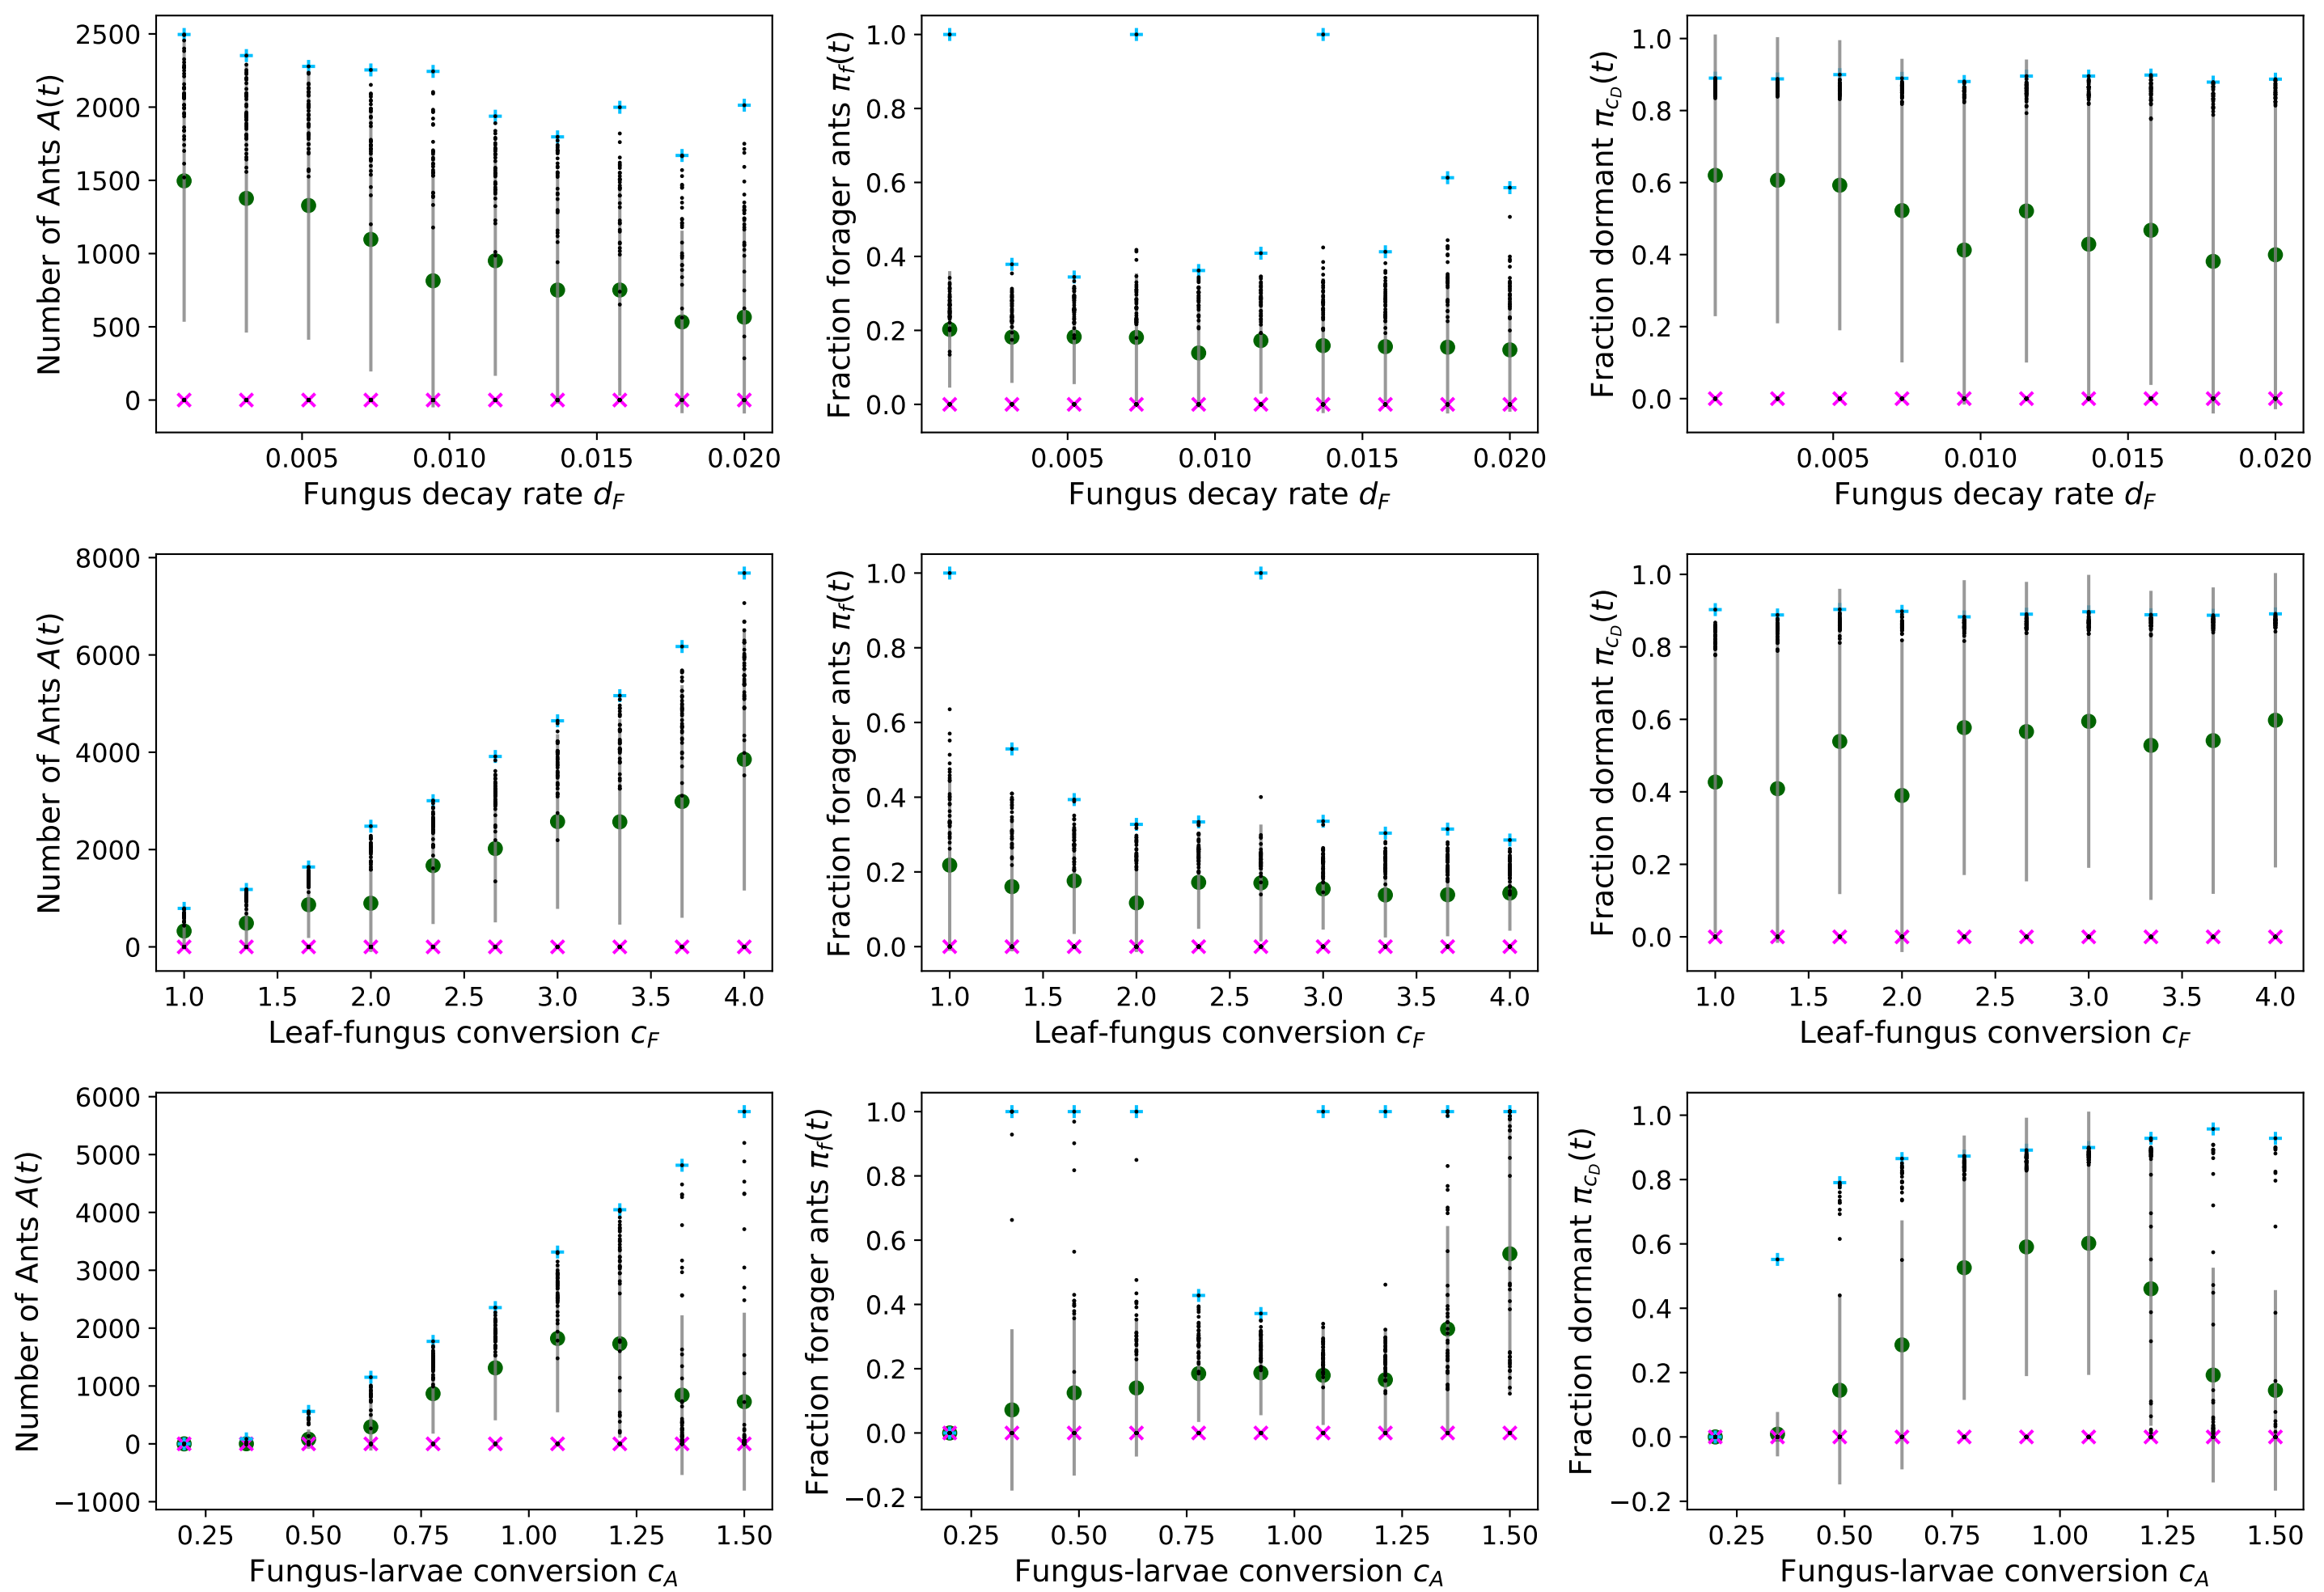 2500
2000
1500
1000
500
0
Number of Ants A(t)
0.005 0.010 0.015 0.020
Fungus decay rate d_F
1.0
0.8
0.6
0.4
0.2
0.0
Fraction forager ants π_f(t)
0.005 0.010 0.015 0.020
Fungus decay rate d_F
1.0
0.8
0.6
0.4
0.2
0.0
Fraction dormant π_{c_D}(t)
0.005 0.010 0.015 0.020
Fungus decay rate d_F
8000
6000
4000
2000
0
Number of Ants A(t)
1.0 1.5 2.0 2.5 3.0 3.5 4.0
Leaf-fungus conversion c_F
1.0
0.8
0.6
0.4
0.2
0.0
Fraction forager ants π_f(t)
1.0 1.5 2.0 2.5 3.0 3.5 4.0
Leaf-fungus conversion c_F
1.0
0.8
0.6
0.4
0.2
0.0
Fraction dormant π_{c_D}(t)
1.0 1.5 2.0 2.5 3.0 3.5 4.0
Leaf-fungus conversion c_F
6000
5000
4000
3000
2000
1000
0
−1000
Number of Ants A(t)
0.25 0.50 0.75 1.00 1.25 1.50
Fungus-larvae conversion c_A
1.0
0.8
0.6
0.4
0.2
0.0
−0.2
Fraction forager ants π_f(t)
0.25 0.50 0.75 1.00 1.25 1.50
Fungus-larvae conversion c_A
1.0
0.8
0.6
0.4
0.2
0.0
−0.2
Fraction dormant π_{c_D}(t)
0.25 0.50 0.75 1.00 1.25 1.50
Fungus-larvae conversion c_A